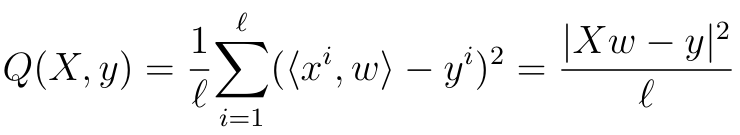 Q(X, y) = \frac{1}{\ell} \sum_{i=1}^{\ell} (\langle x^i, w \rangle - y^i)^2 = \frac{|Xw - y|^2}{\ell}